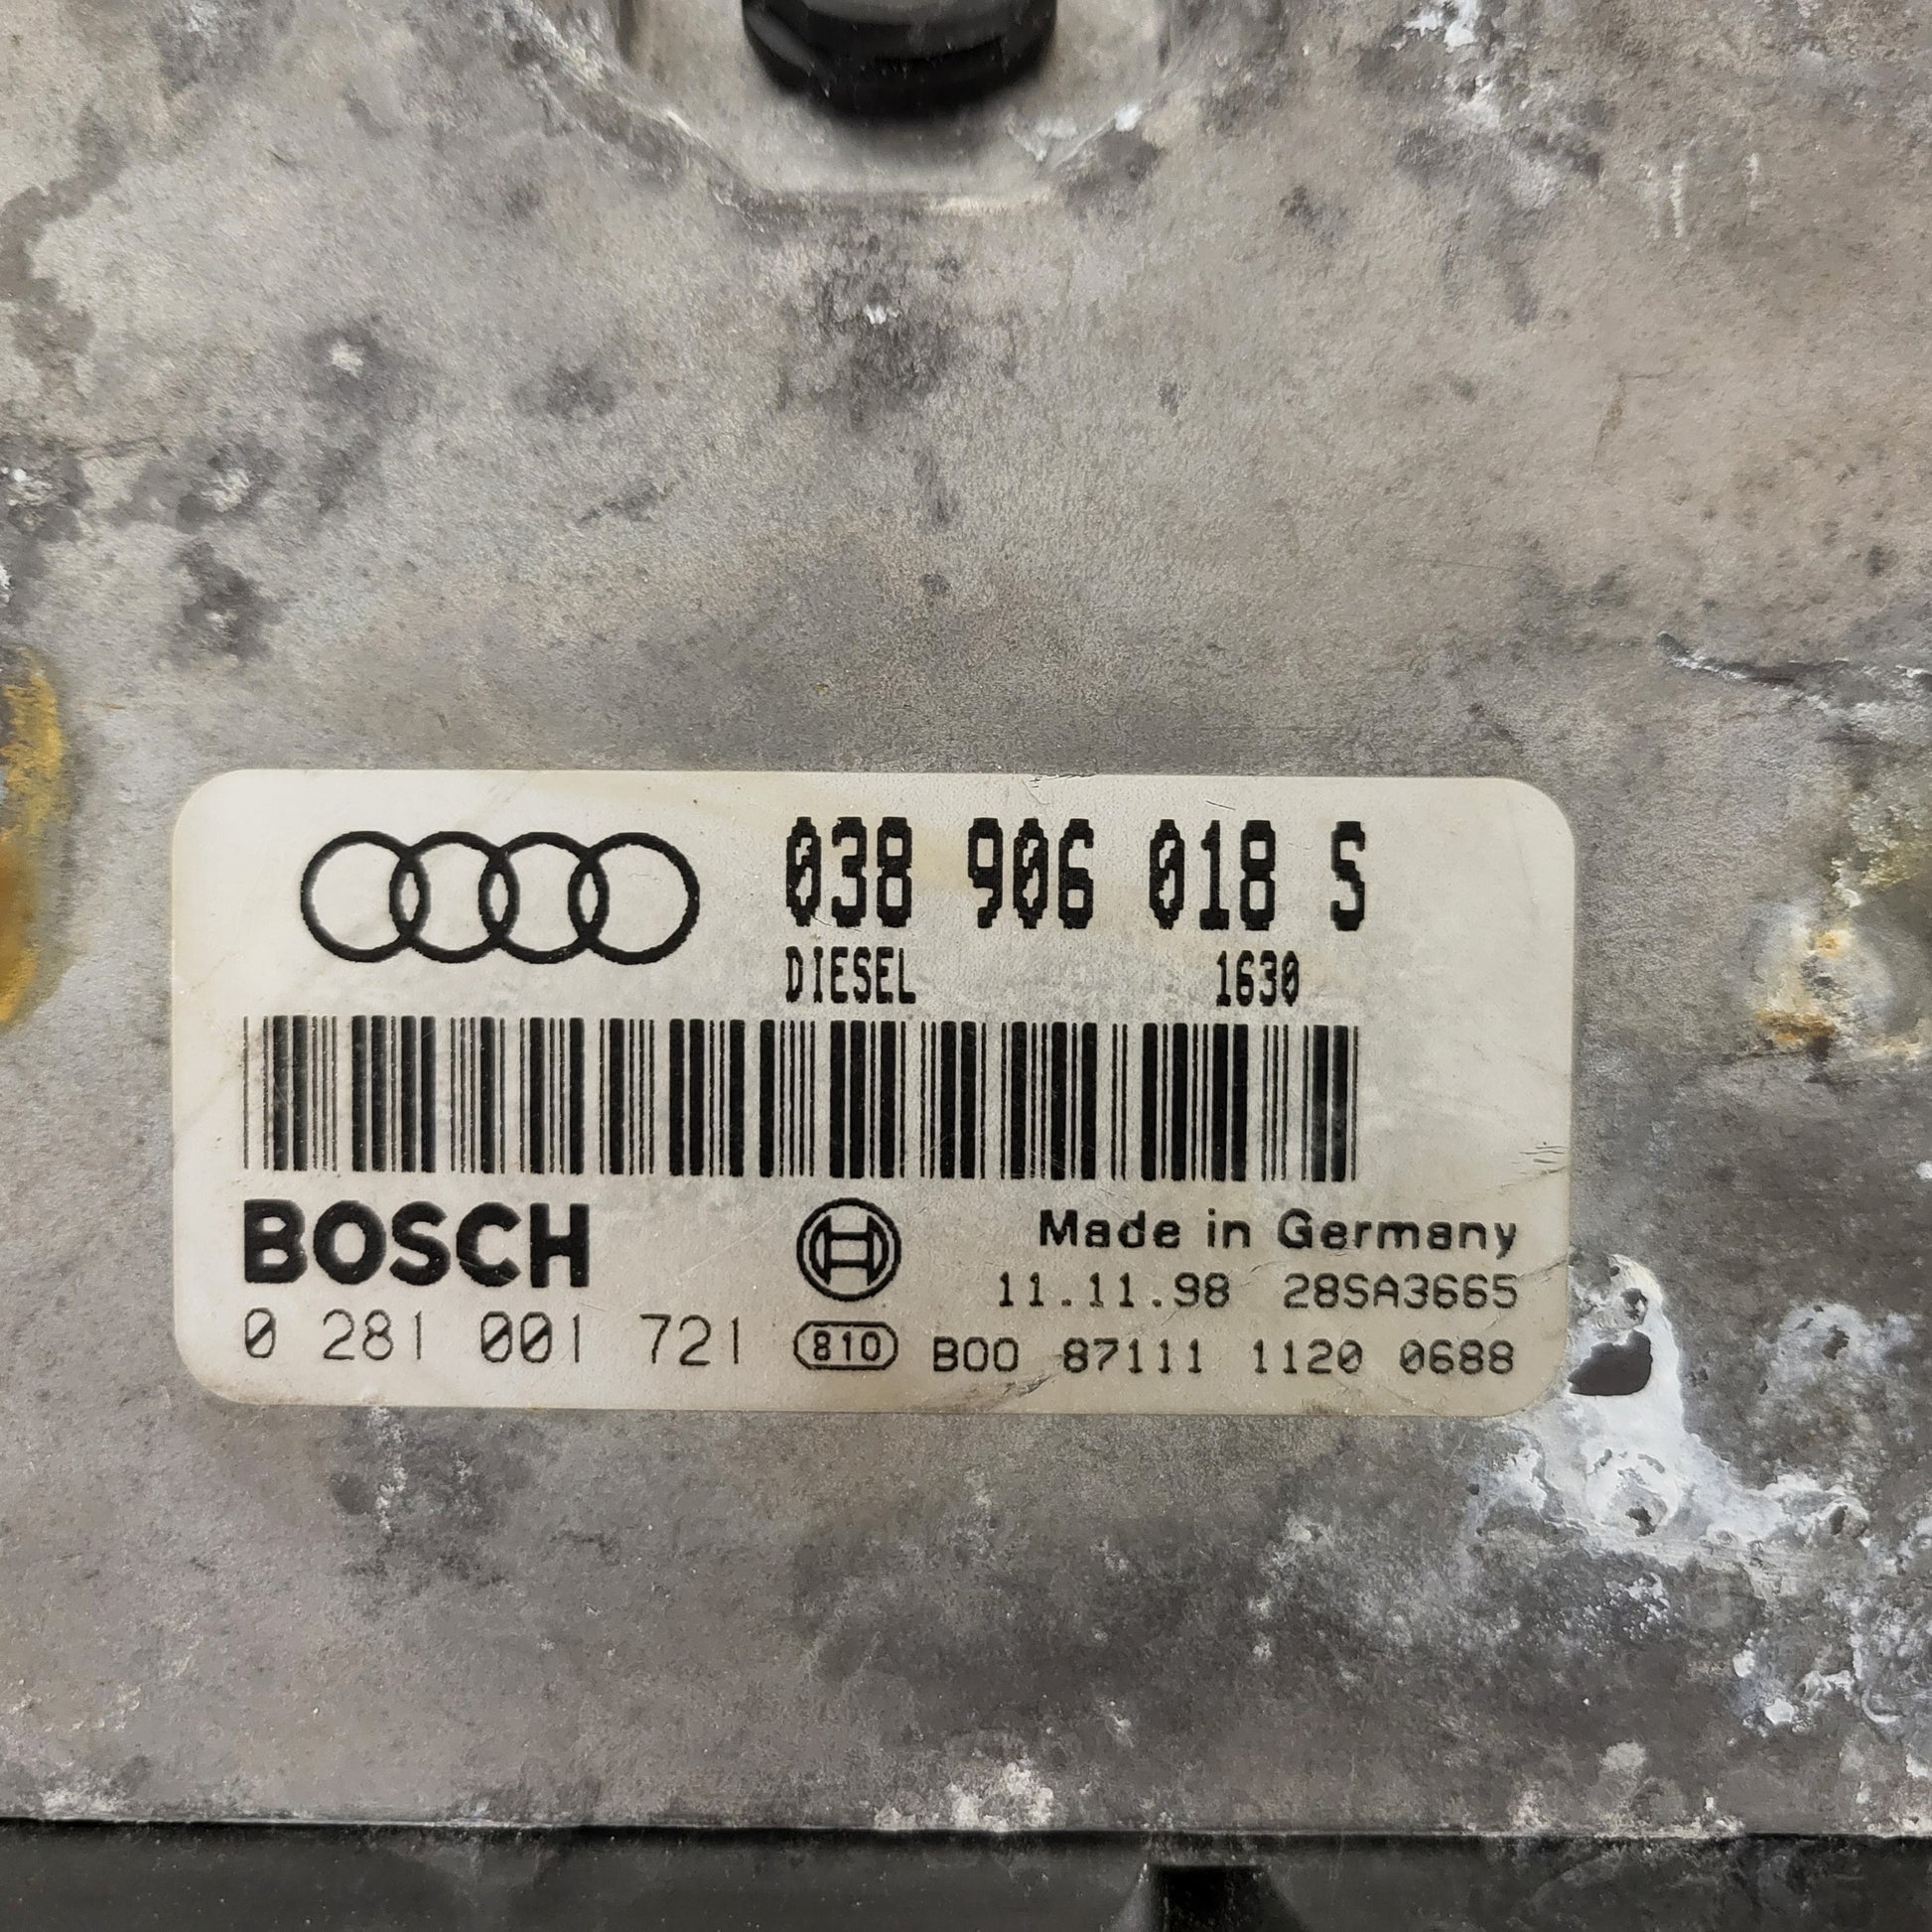 038 906 018 S
DIESEL 1630
BOSCH
Made in Germany
11.11.98 28SA3665
0 281 001 721 810 B00 87111 1120 0688